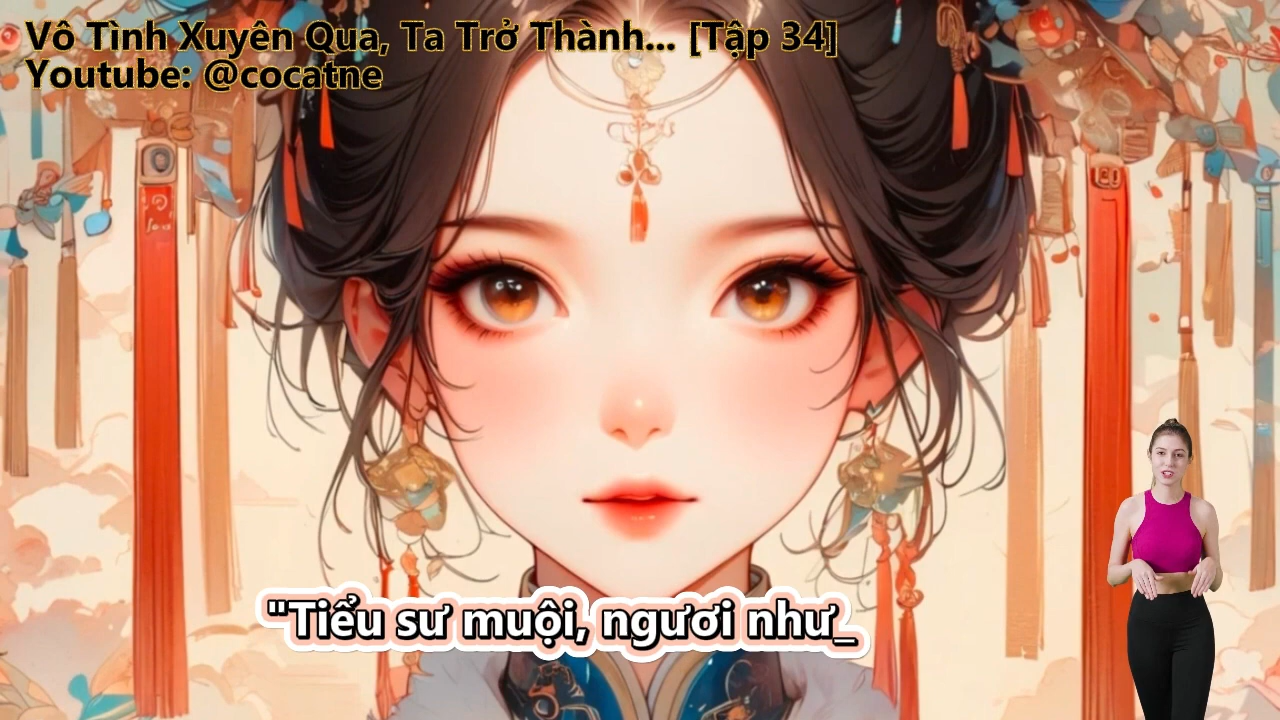 Vô Tình Xuyên Qua, Ta Trở Thành... [Tập 34]
Youtube: @cocatne
"Tiểu sư muội, ngươi như_